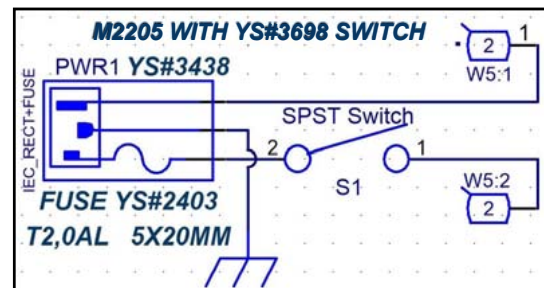 M2205 WITH YS#3698 SWITCH
PWR1 YS#3438
IEC_RECT+FUSE
1
2
W5:1
SPST Switch
2
1
S1
W5:2
2
FUSE YS#2403
T2,0AL 5X20MM